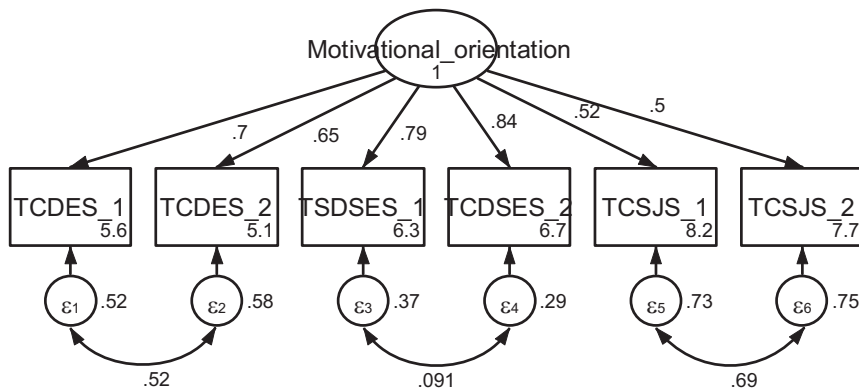 Motivational_orientation
1
.7
.65
.79
.84
.52
.5
TCDES_1
5.6
TCDES_2
5.1
TSDSES_1
6.3
TCDSES_2
6.7
TCSJS_1
8.2
TCSJS_2
7.7
ε1
.52
ε2
.58
ε3
.37
ε4
.29
ε5
.73
ε6
.75
.52
.091
.69